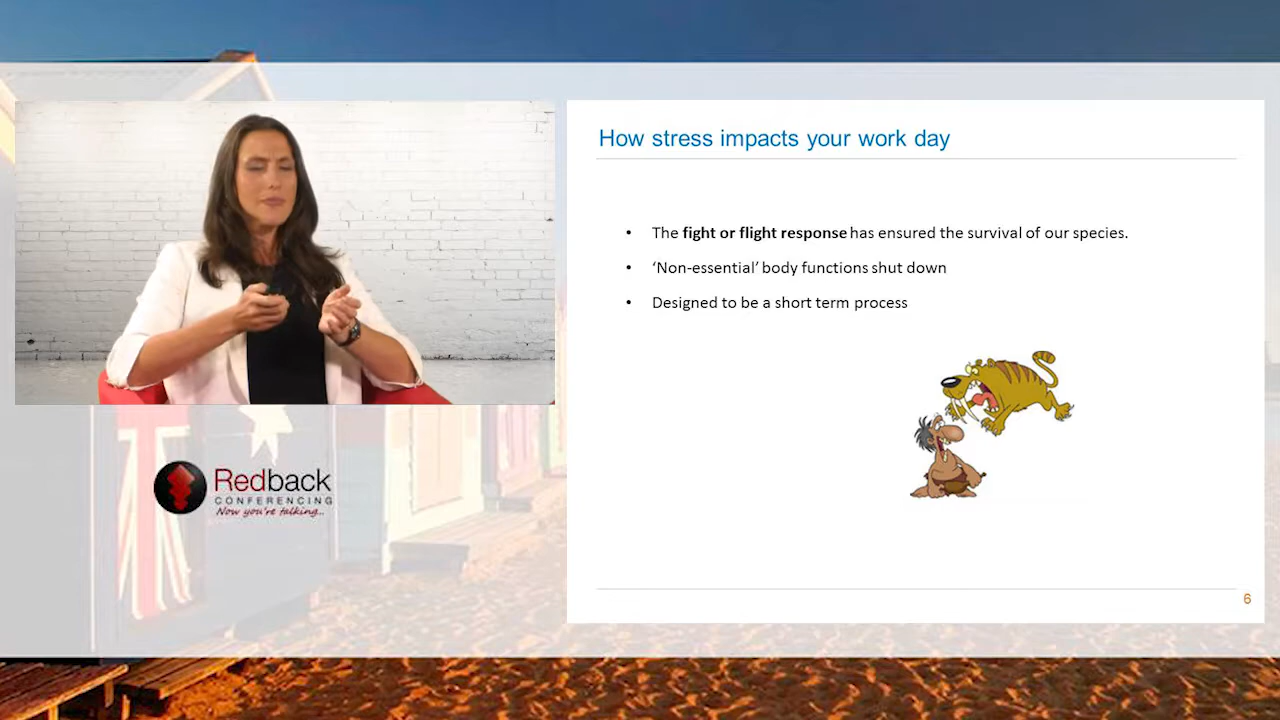 How stress impacts your work day
• The fight or flight response has ensured the survival of our species.
• ‘Non-essential’ body functions shut down
• Designed to be a short term process
Redback
CONFERENCING
Now you're talking...
6